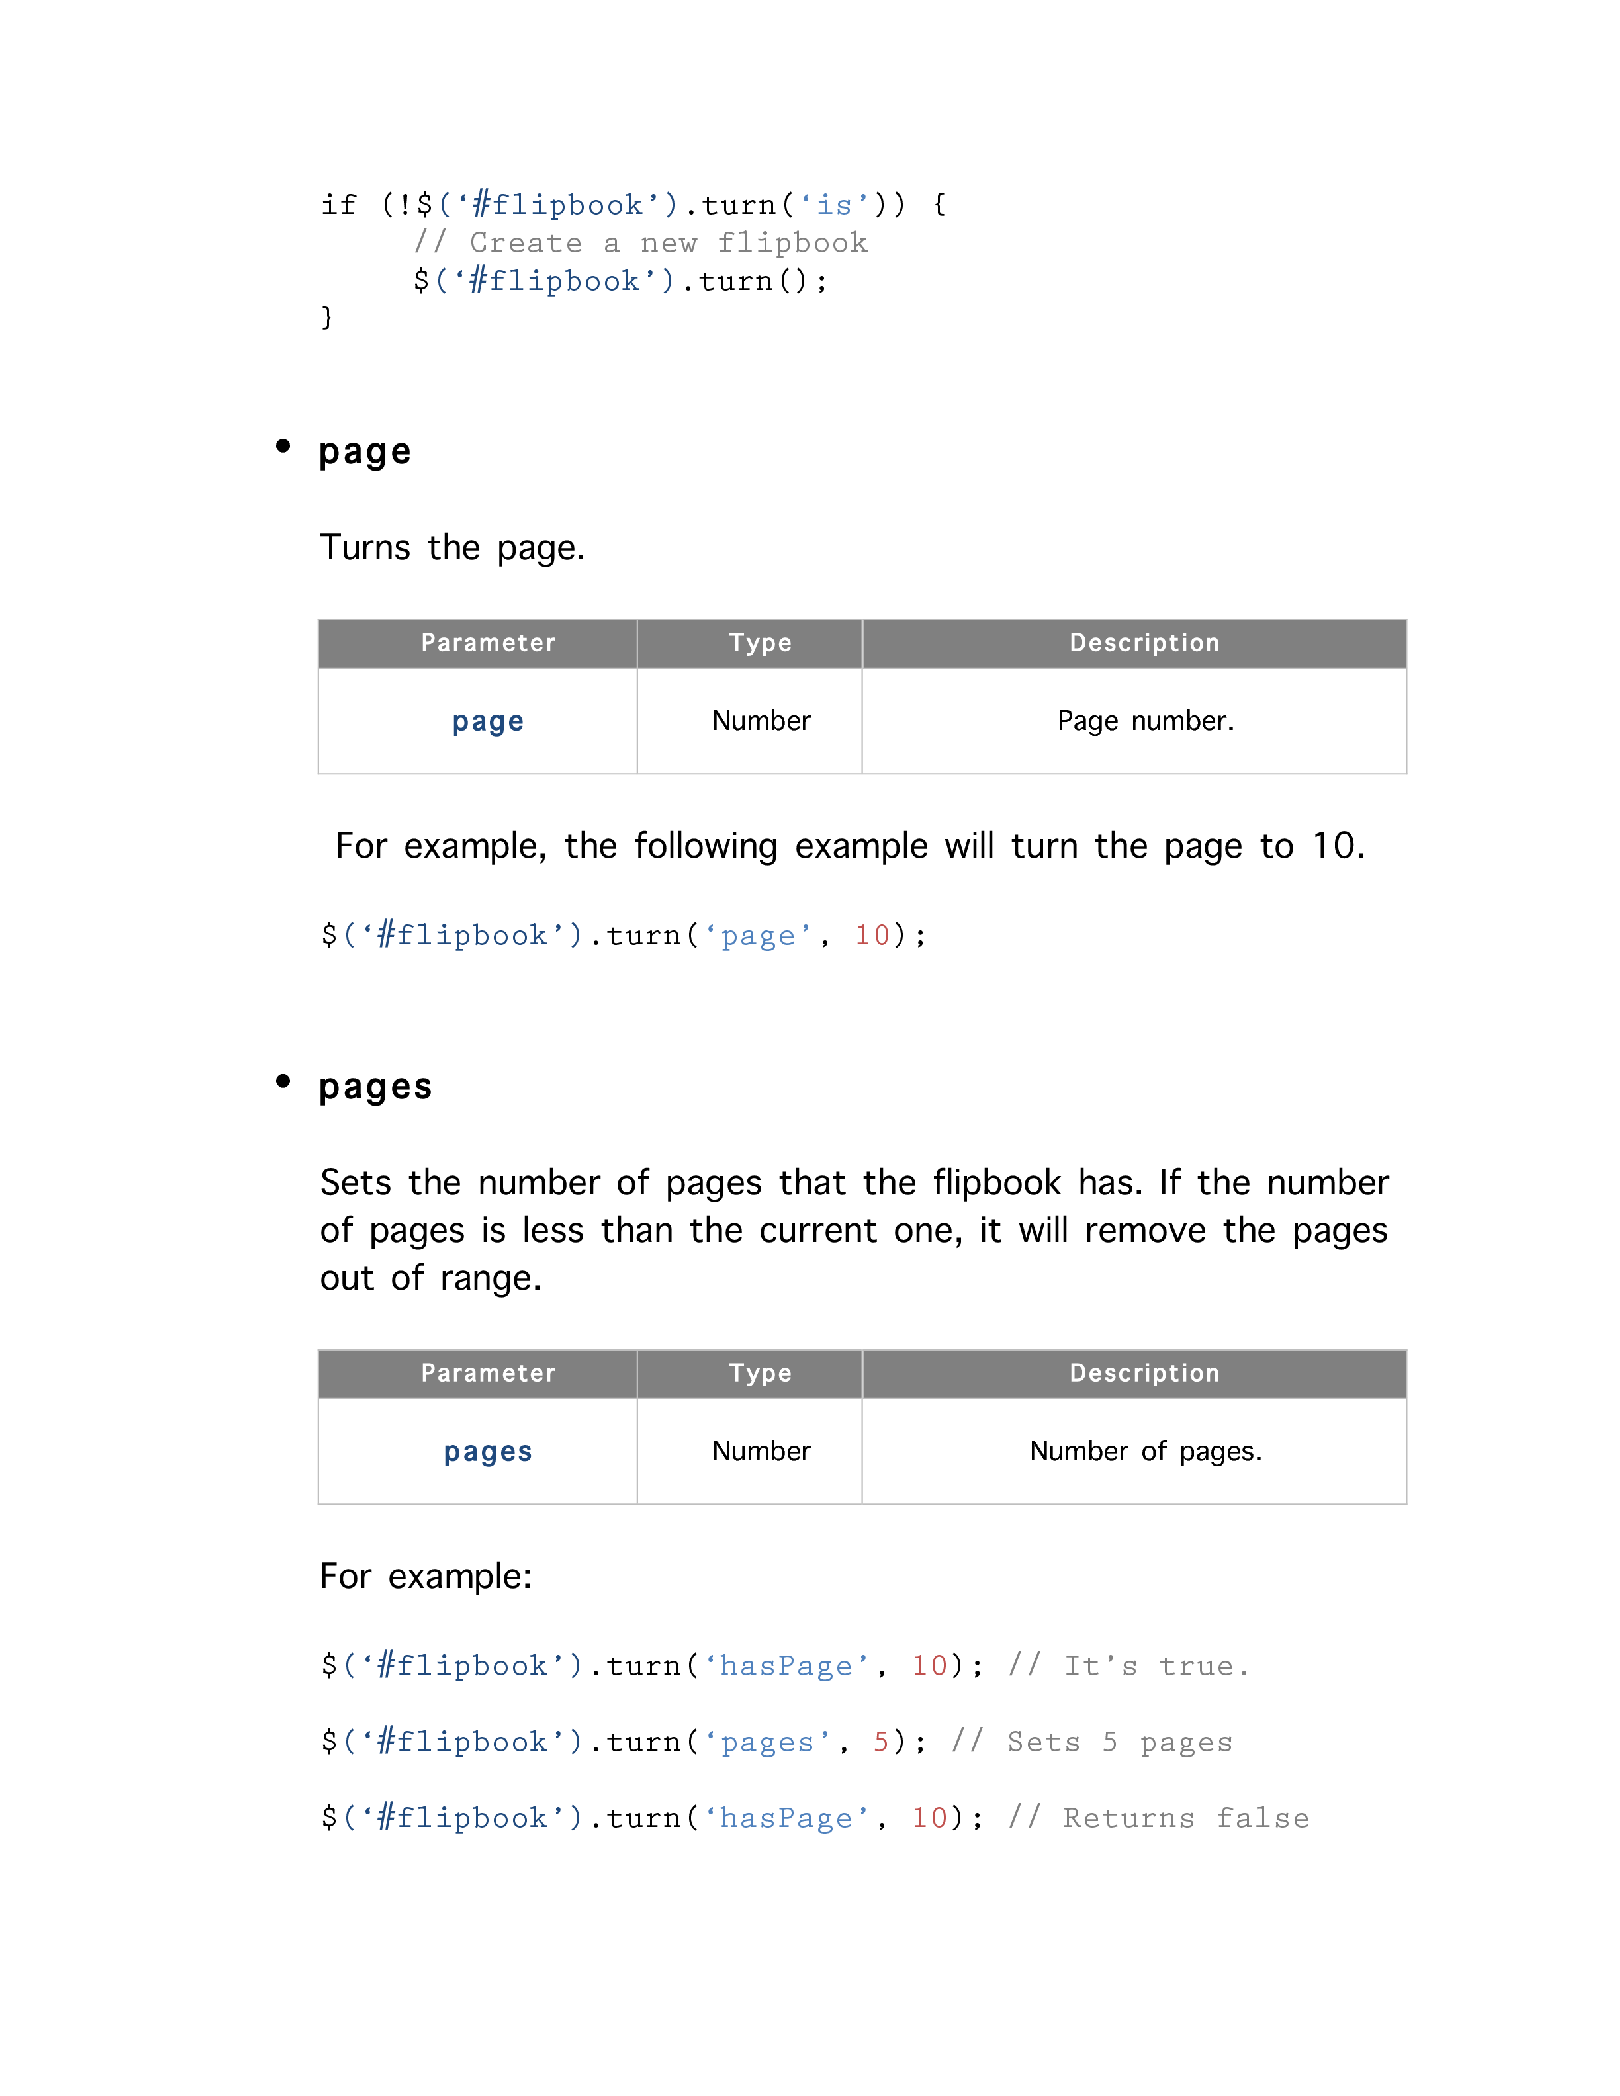 if (!$(‘#flipbook’).turn(‘is’)) {
// Create a new flipbook
$(‘#flipbook’).turn();
}
• page
Turns the page.
Parameter Type Description
page Number Page number.
For example, the following example will turn the page to 10.
$(‘#flipbook’).turn(‘page’, 10);
• pages
Sets the number of pages that the flipbook has. If the number
of pages is less than the current one, it will remove the pages
out of range.
Parameter Type Description
pages Number Number of pages.
For example:
$(‘#flipbook’).turn(‘hasPage’, 10); // It’s true.
$(‘#flipbook’).turn(‘pages’, 5); // Sets 5 pages
$(‘#flipbook’).turn(‘hasPage’, 10); // Returns false